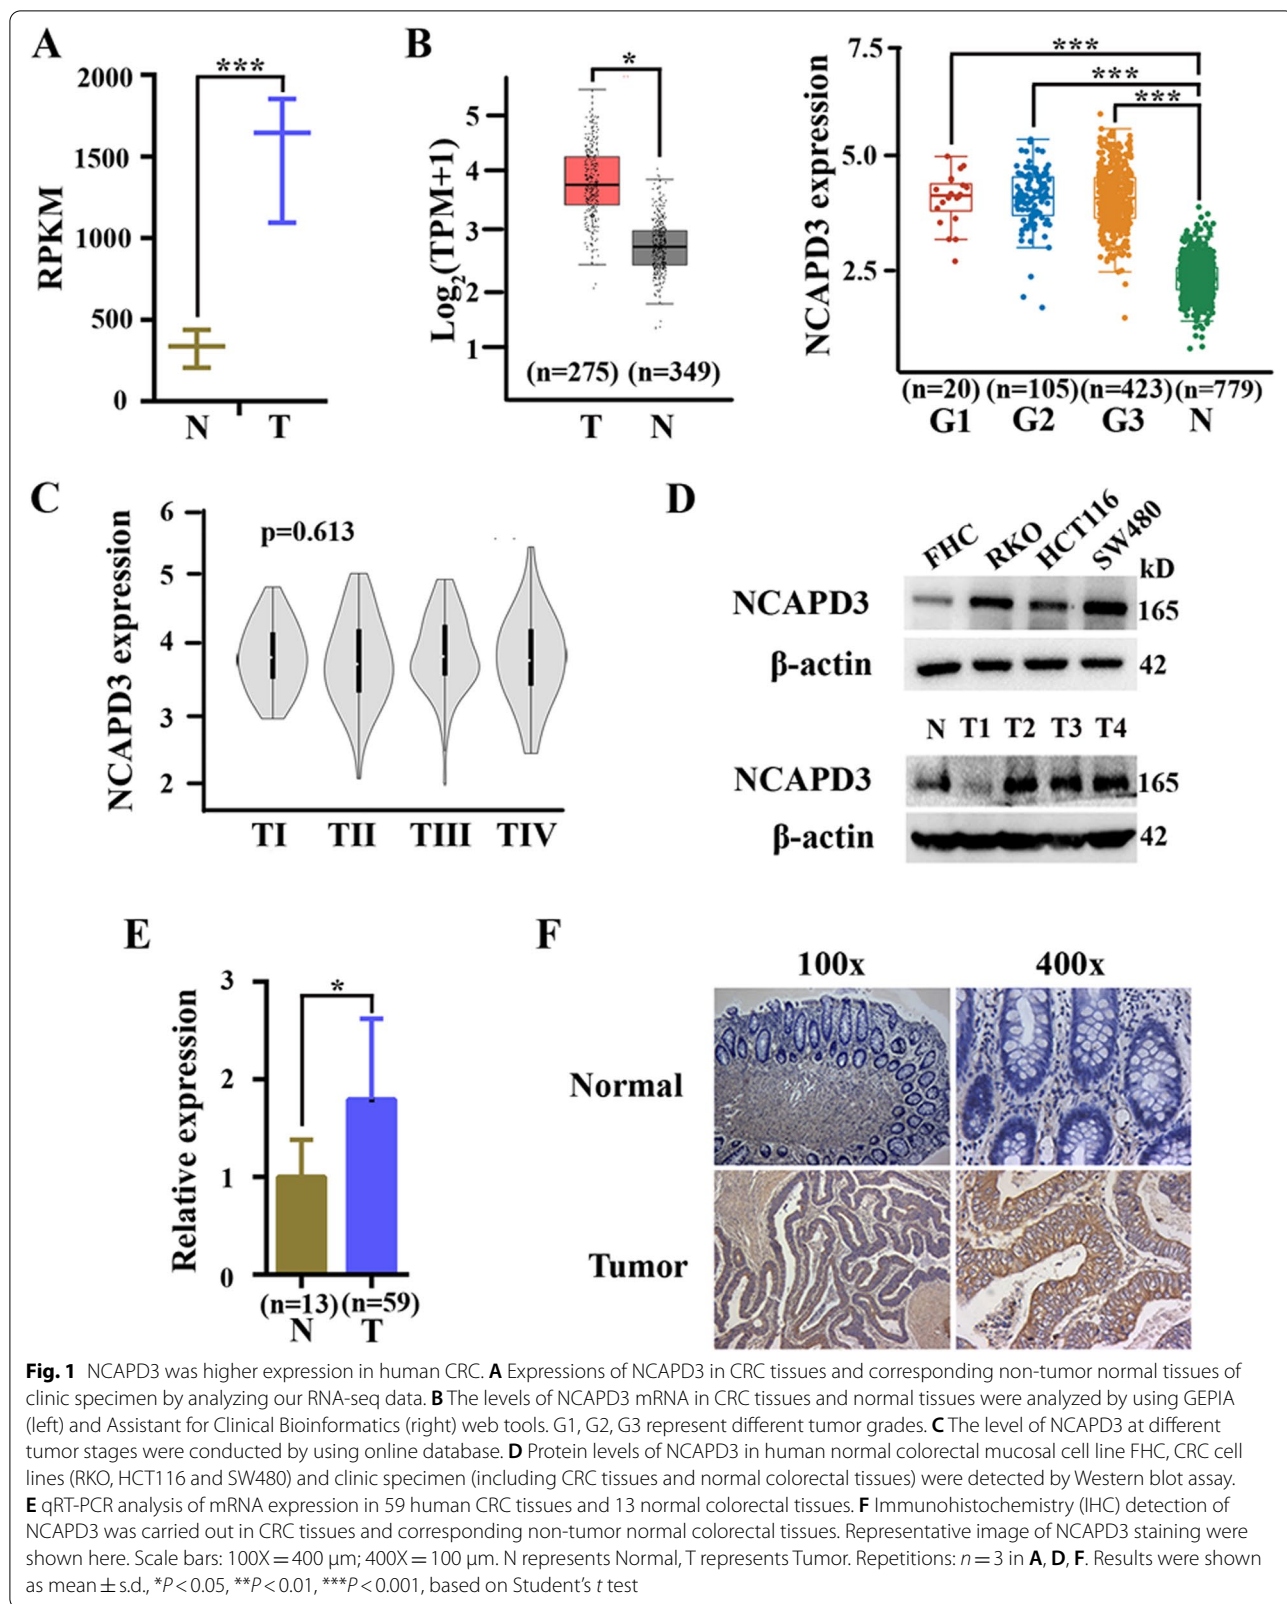 A
RPKM
2000
1500
1000
500
0
***
N
T
B
Log2(TPM+1)
5
4
3
2
1
*
(n=275)
(n=349)
T
N
NCAPD3 expression
7.5
5.0
2.5
***
***
***
(n=20)
(n=105)
(n=423)
(n=779)
G1
G2
G3
N
C
NCAPD3 expression
6
5
4
3
2
p=0.613
TI
TII
TIII
TIV
D
FHC
RKO
HCT116
SW480
kD
NCAPD3
165
β-actin
42
N T1 T2 T3 T4
NCAPD3
165
β-actin
42
E
Relative expression
3
2
1
0
*
(n=13)
(n=59)
N
T
F
100x
400x
Normal
Tumor
Fig. 1 NCAPD3 was higher expression in human CRC. A Expressions of NCAPD3 in CRC tissues and corresponding non-tumor normal tissues of
clinic specimen by analyzing our RNA-seq data. B The levels of NCAPD3 mRNA in CRC tissues and normal tissues were analyzed by using GEPIA
(left) and Assistant for Clinical Bioinformatics (right) web tools. G1, G2, G3 represent different tumor grades. C The level of NCAPD3 at different
tumor stages were conducted by using online database. D Protein levels of NCAPD3 in human normal colorectal mucosal cell line FHC, CRC cell
lines (RKO, HCT116 and SW480) and clinic specimen (including CRC tissues and normal colorectal tissues) were detected by Western blot assay.
E qRT-PCR analysis of mRNA expression in 59 human CRC tissues and 13 normal colorectal tissues. F Immunohistochemistry (IHC) detection of
NCAPD3 was carried out in CRC tissues and corresponding non-tumor normal colorectal tissues. Representative image of NCAPD3 staining were
shown here. Scale bars: 100X = 400 μm; 400X = 100 μm. N represents Normal, T represents Tumor. Repetitions: n = 3 in A, D, F. Results were shown
as mean ± s.d., *P < 0.05, **P < 0.01, ***P < 0.001, based on Student's t test